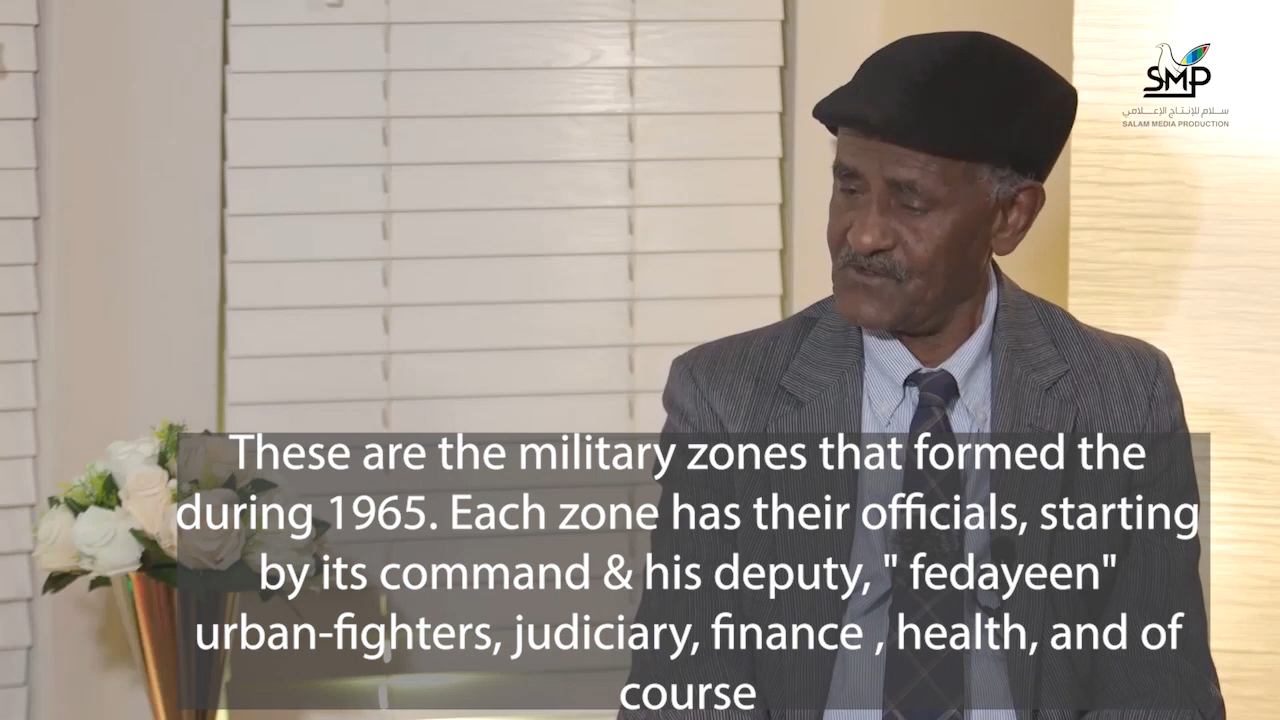 SMP
سلام للإنتاج الإعلامي
SALAM MEDIA PRODUCTION
These are the military zones that formed the
during 1965. Each zone has their officials, starting
by its command & his deputy, " fedayeen"
urban-fighters, judiciary, finance , health, and of
course